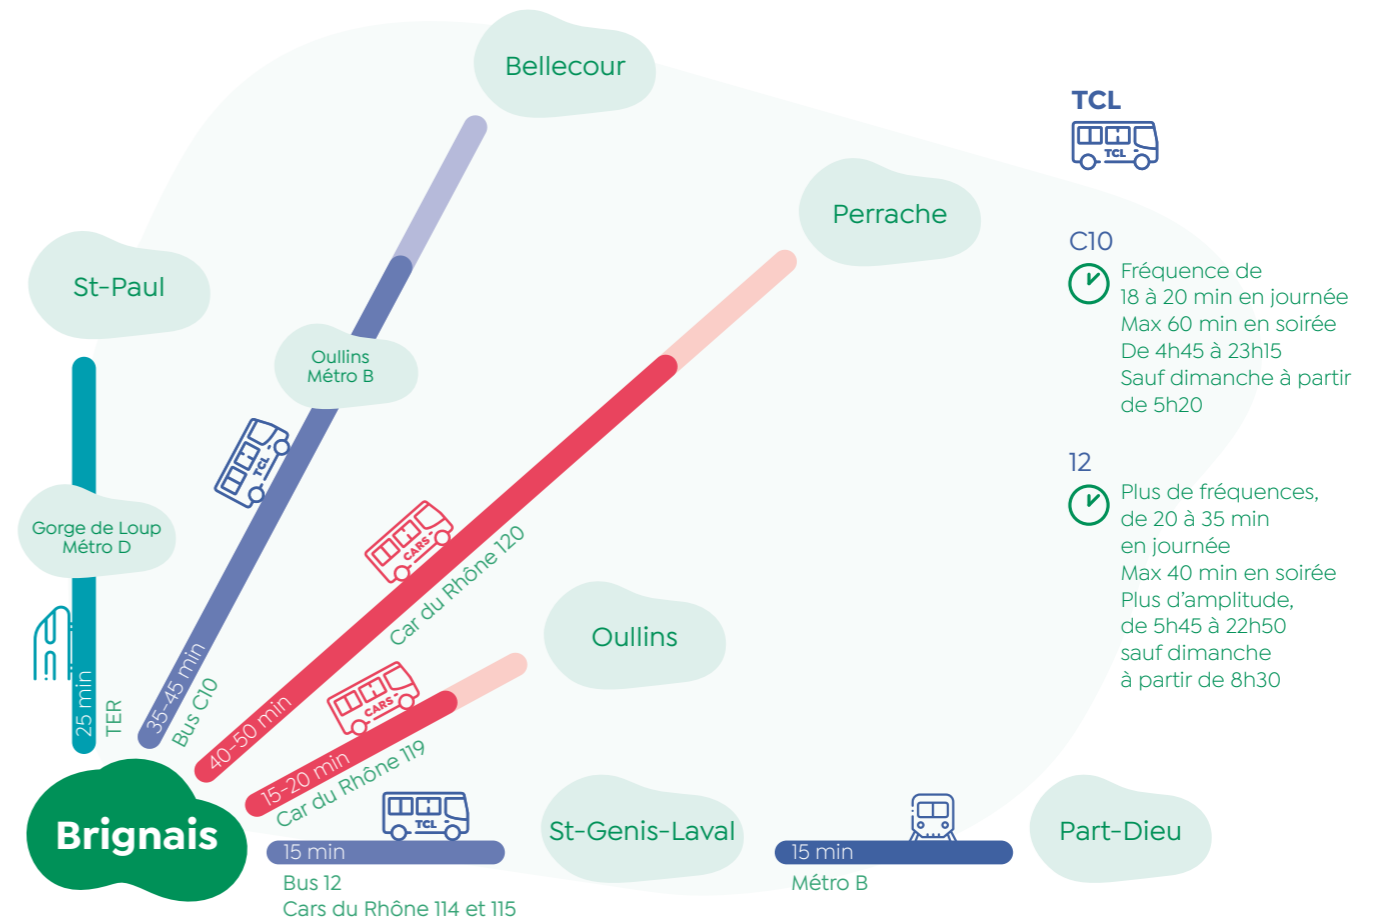 Bellecour
TCL
TCL
Perrache
C10
Fréquence de
18 à 20 min en journée
Max 60 min en soirée
De 4h45 à 23h15
Sauf dimanche à partir
de 5h20
St-Paul
Oullins
Métro B
TCL
12
Plus de fréquences,
de 20 à 35 min
en journée
Max 40 min en soirée
Plus d'amplitude,
de 5h45 à 22h50
sauf dimanche
à partir de 8h30
Gorge de Loup
Métro D
CARS
Car du Rhône 120
Oullins
25 min
TER
35-45 min
Bus C10
40-50 min
CARS
15-20 min
Car du Rhône 119
Brignais
TCL
15 min
Bus 12
Cars du Rhône 114 et 115
St-Genis-Laval
15 min
Métro B
Part-Dieu